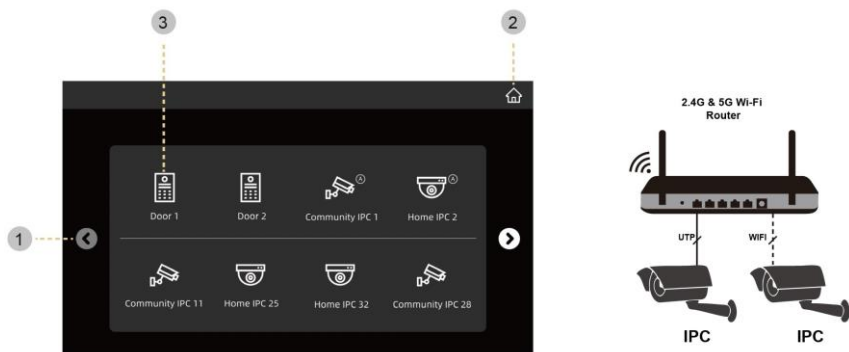 3
2
Door 1
Door 2
Community IPC 1
A
Home IPC 2
A
1
Community IPC 11
Home IPC 25
Home IPC 32
Community IPC 28
2.4G & 5G Wi-Fi
Router
UTP
WIFI
IPC
IPC